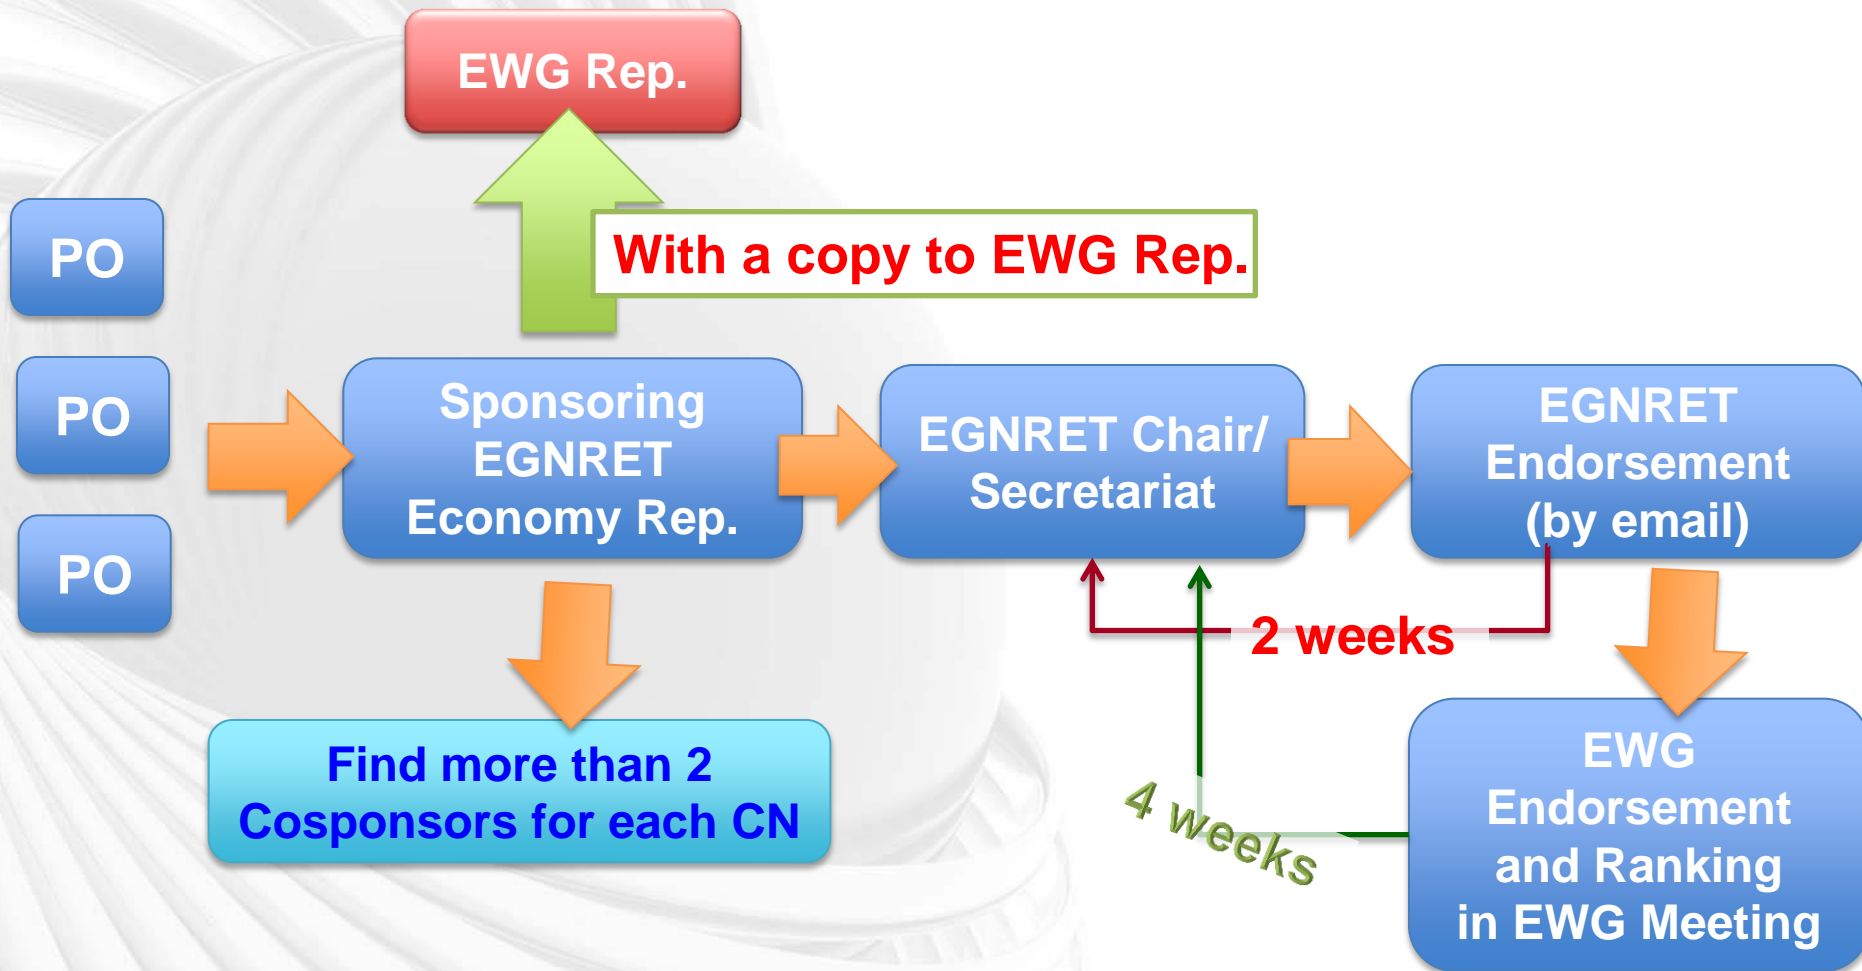 EWG Rep.
With a copy to EWG Rep.
PO
PO
PO
Sponsoring
EGNRET
Economy Rep.
EGNRET Chair/
Secretariat
EGNRET
Endorsement
(by email)
2 weeks
4 weeks
Find more than 2
Cosponsors for each CN
EWG
Endorsement
and Ranking
in EWG Meeting